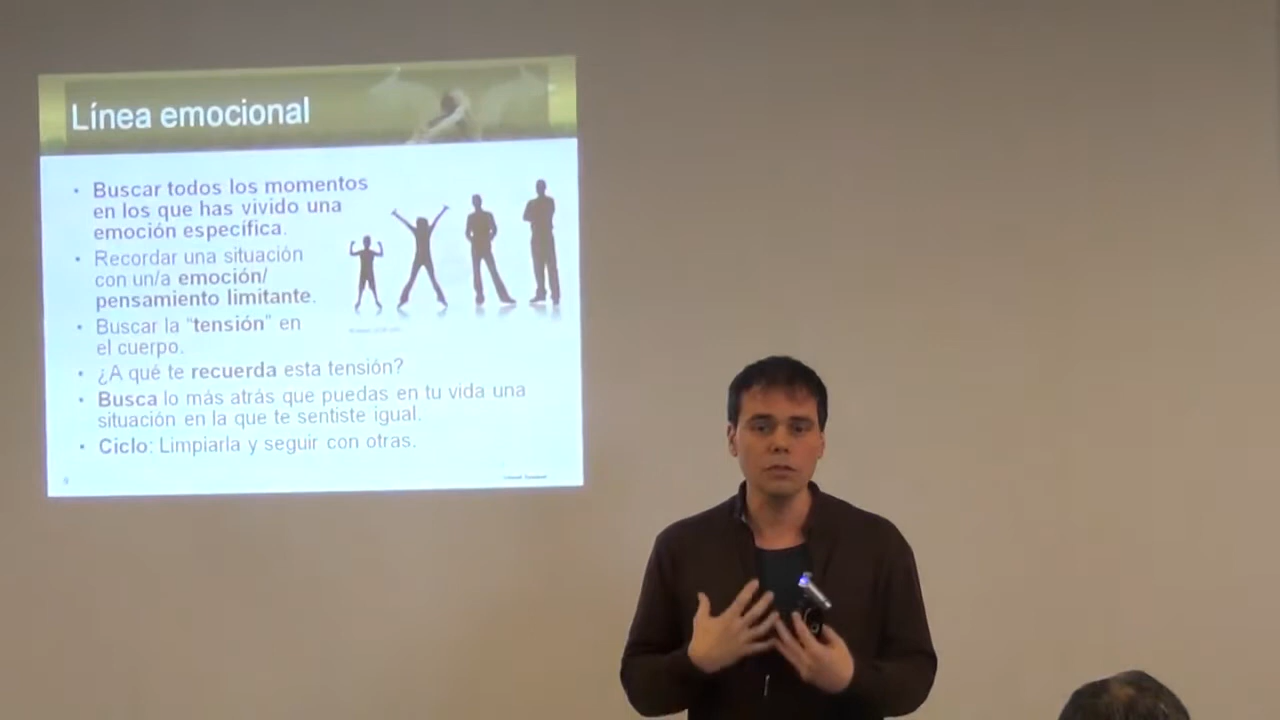 Línea emocional
• Buscar todos los momentos
en los que has vivido una
emoción específica.
• Recordar una situación
con un/a emoción/
pensamiento limitante.
• Buscar la “tensión” en
el cuerpo.
• ¿A qué te recuerda esta tensión?
• Busca lo más atrás que puedas en tu vida una
situación en la que te sentiste igual.
• Ciclo: Limpiarla y seguir con otras.